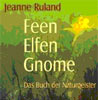 Jeanne Ruland
Feen
Elfen
Gnome
Das Buch der Naturgeister